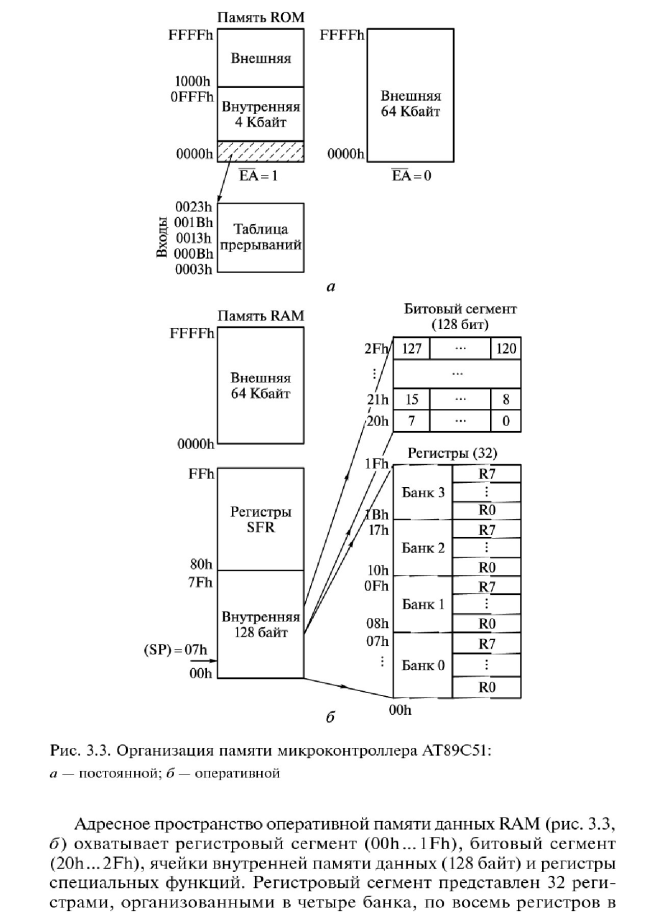 Память ROM
FFFFh
Внешняя
1000h
0FFFh
Внутренняя
4 Кбайт
0000h
EA = 1
FFFFh
Внешняя
64 Кбайт
0000h
EA = 0
Входы
0023h
001Bh
0013h
000Bh
0003h
Таблица
прерываний
а
Память RAM
FFFFh
Внешняя
64 Кбайт
0000h
FFh
Регистры
SFR
80h
7Fh
Внутренняя
128 байт
(SP) = 07h
00h
Битовый сегмент
(128 бит)
2Fh 127 ... 120
⋮ ...
21h 15 ... 8
20h 7 ... 0
Регистры (32)
1Fh
Банк 3
R7
⋮
R0
1Bh
17h
Банк 2
R7
⋮
R0
10h
0Fh
Банк 1
R7
⋮
R0
08h
07h
⋮
Банк 0
R7
⋮
R0
00h
б
Рис. 3.3. Организация памяти микроконтроллера AT89C51:
а — постоянной; б — оперативной
Адресное пространство оперативной памяти данных RAM (рис. 3.3,
б) охватывает регистровый сегмент (00h ... 1Fh), битовый сегмент
(20h ... 2Fh), ячейки внутренней памяти данных (128 байт) и регистры
специальных функций. Регистровый сегмент представлен 32 реги-
страми, организованными в четыре банка, по восемь регистров в